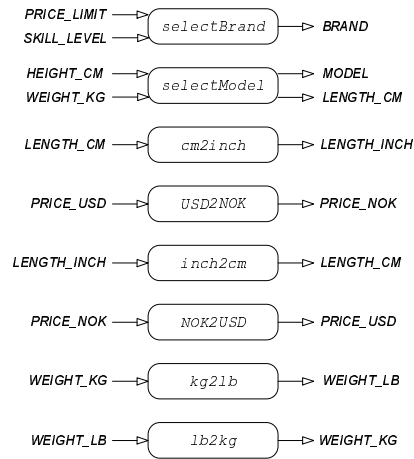 PRICE_LIMIT
SKILL_LEVEL
selectBrand
BRAND
HEIGHT_CM
WEIGHT_KG
selectModel
MODEL
LENGTH_CM
LENGTH_CM
cm2inch
LENGTH_INCH
PRICE_USD
USD2NOK
PRICE_NOK
LENGTH_INCH
inch2cm
LENGTH_CM
PRICE_NOK
NOK2USD
PRICE_USD
WEIGHT_KG
kg2lb
WEIGHT_LB
WEIGHT_LB
lb2kg
WEIGHT_KG